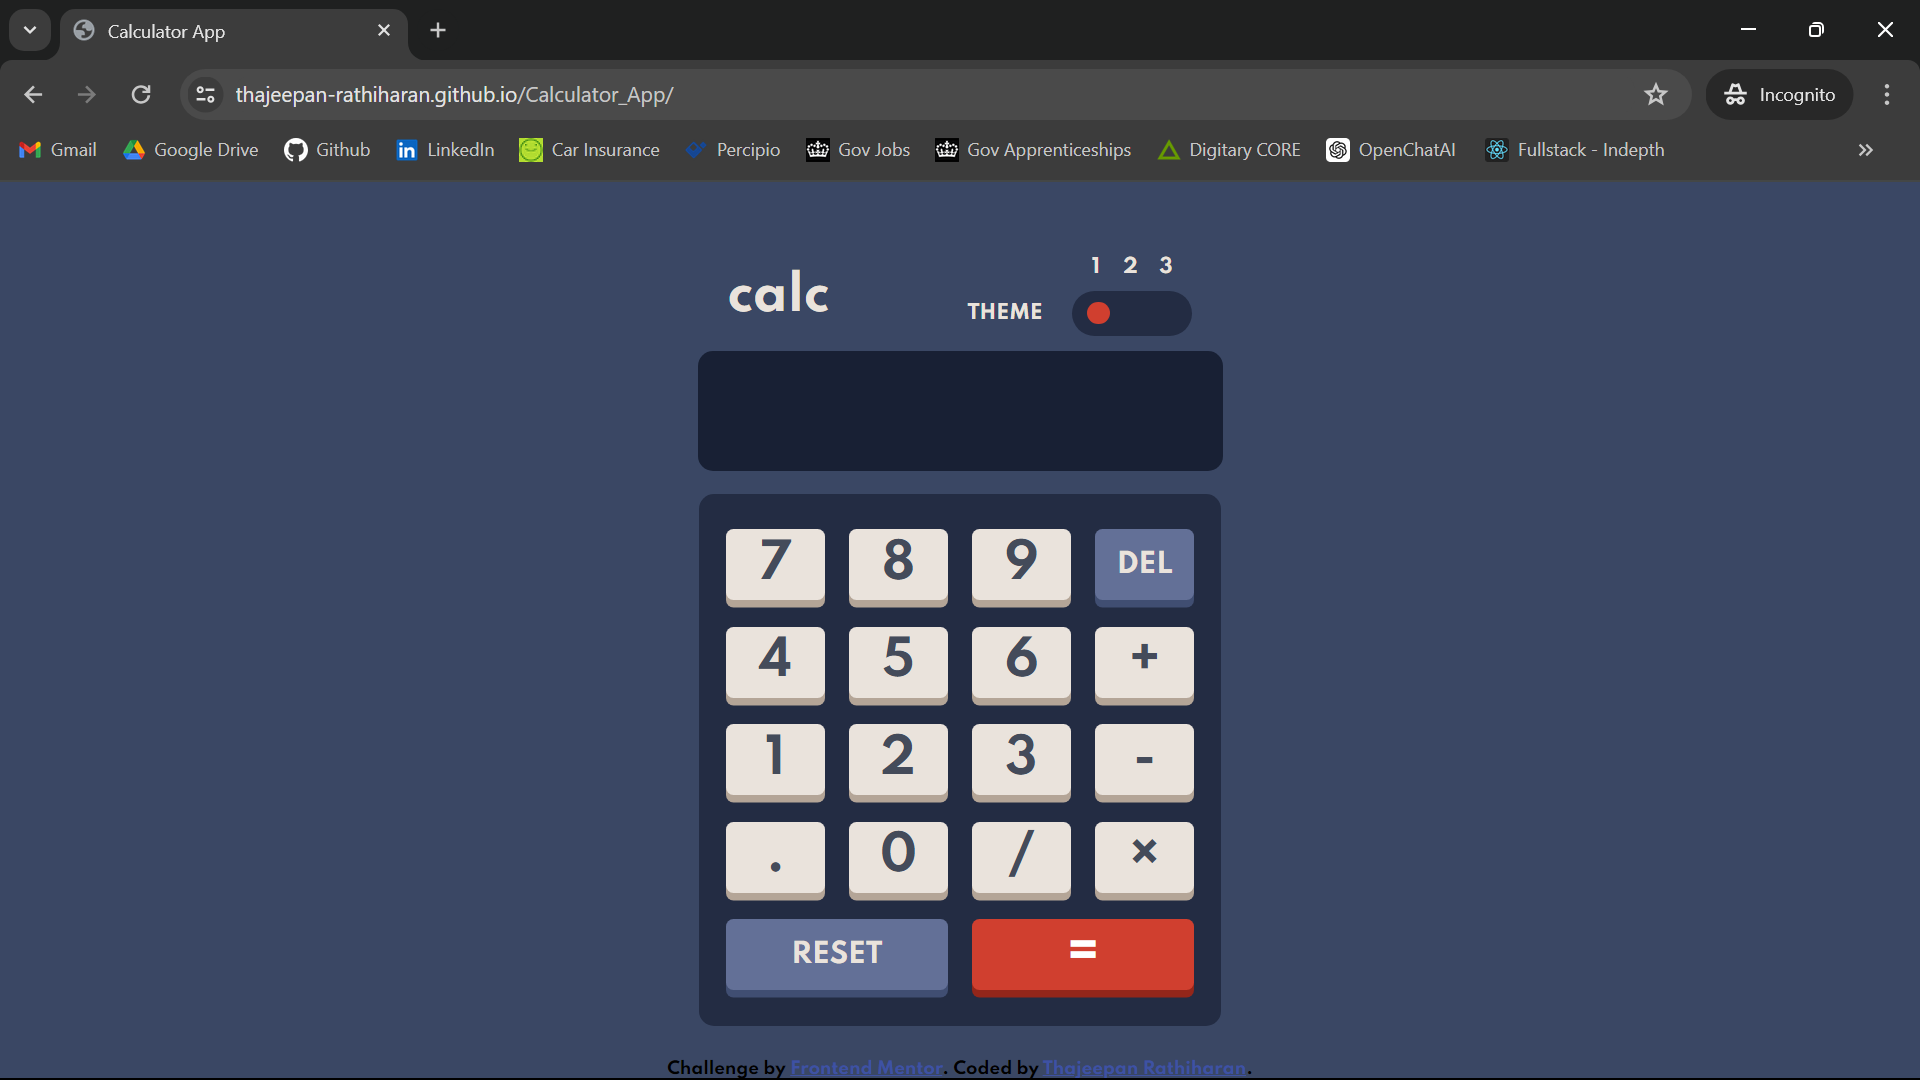 Calculator App
thajeepan-rathiharan.github.io/Calculator_App/
Incognito
Gmail Google Drive Github LinkedIn Car Insurance Percipio Gov Jobs Gov Apprenticeships Digitary CORE OpenChatAI Fullstack - Indepth »
1 2 3
calc
THEME
7 8 9 DEL
4 5 6 +
1 2 3 -
. 0 / ×
RESET =
Challenge by Frontend Mentor. Coded by Thajeepan Rathiharan.